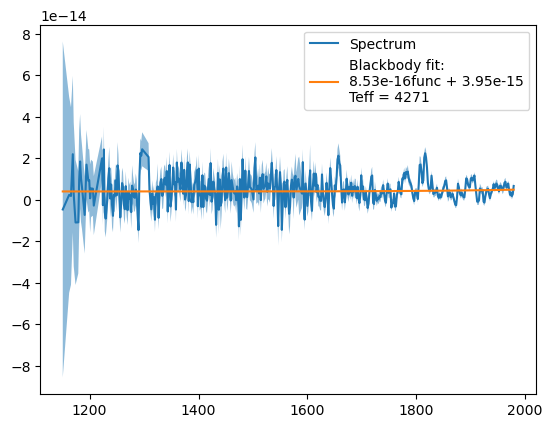 1e−14
8
6
4
2
0
−2
−4
−6
−8
1200
1400
1600
1800
2000
Spectrum
Blackbody fit:
8.53e-16func + 3.95e-15
Teff = 4271